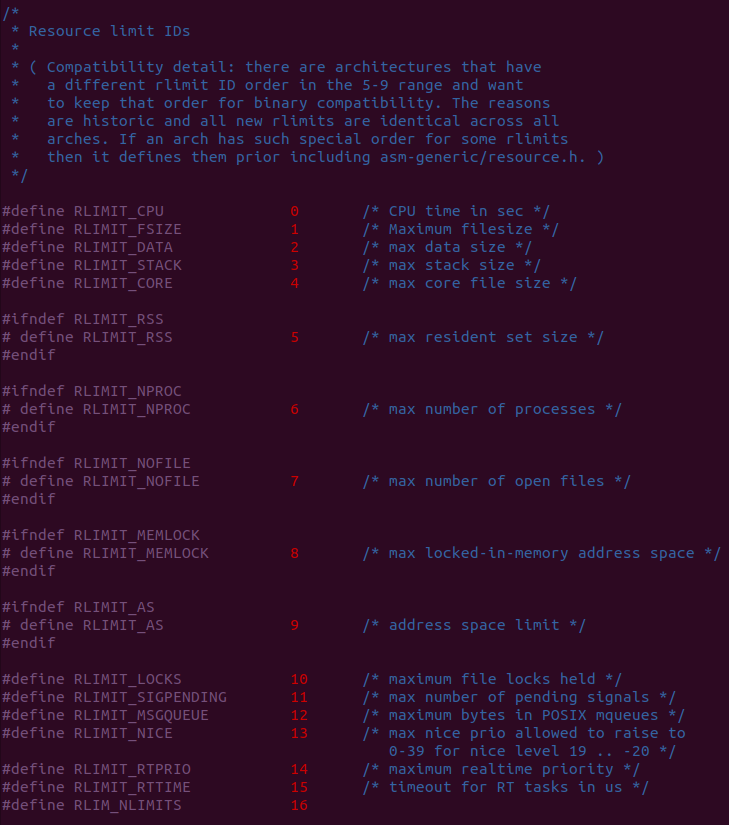 /*
 * Resource limit IDs
 *
 * ( Compatibility detail: there are architectures that have
 *   a different rlimit ID order in the 5-9 range and want
 *   to keep that order for binary compatibility. The reasons
 *   are historic and all new rlimits are identical across all
 *   arches. If an arch has such special order for some rlimits
 *   then it defines them prior including asm-generic/resource.h. )
 */

#define RLIMIT_CPU              0       /* CPU time in sec */
#define RLIMIT_FSIZE            1       /* Maximum filesize */
#define RLIMIT_DATA             2       /* max data size */
#define RLIMIT_STACK            3       /* max stack size */
#define RLIMIT_CORE             4       /* max core file size */

#ifndef RLIMIT_RSS
# define RLIMIT_RSS             5       /* max resident set size */
#endif

#ifndef RLIMIT_NPROC
# define RLIMIT_NPROC           6       /* max number of processes */
#endif

#ifndef RLIMIT_NOFILE
# define RLIMIT_NOFILE          7       /* max number of open files */
#endif

#ifndef RLIMIT_MEMLOCK
# define RLIMIT_MEMLOCK         8       /* max locked-in-memory address space */
#endif

#ifndef RLIMIT_AS
# define RLIMIT_AS              9       /* address space limit */
#endif

#define RLIMIT_LOCKS            10      /* maximum file locks held */
#define RLIMIT_SIGPENDING       11      /* max number of pending signals */
#define RLIMIT_MSGQUEUE         12      /* maximum bytes in POSIX mqueues */
#define RLIMIT_NICE             13      /* max nice prio allowed to raise to
                                           0-39 for nice level 19 .. -20 */
#define RLIMIT_RTPRIO           14      /* maximum realtime priority */
#define RLIMIT_RTTIME           15      /* timeout for RT tasks in us */
#define RLIM_NLIMITS            16